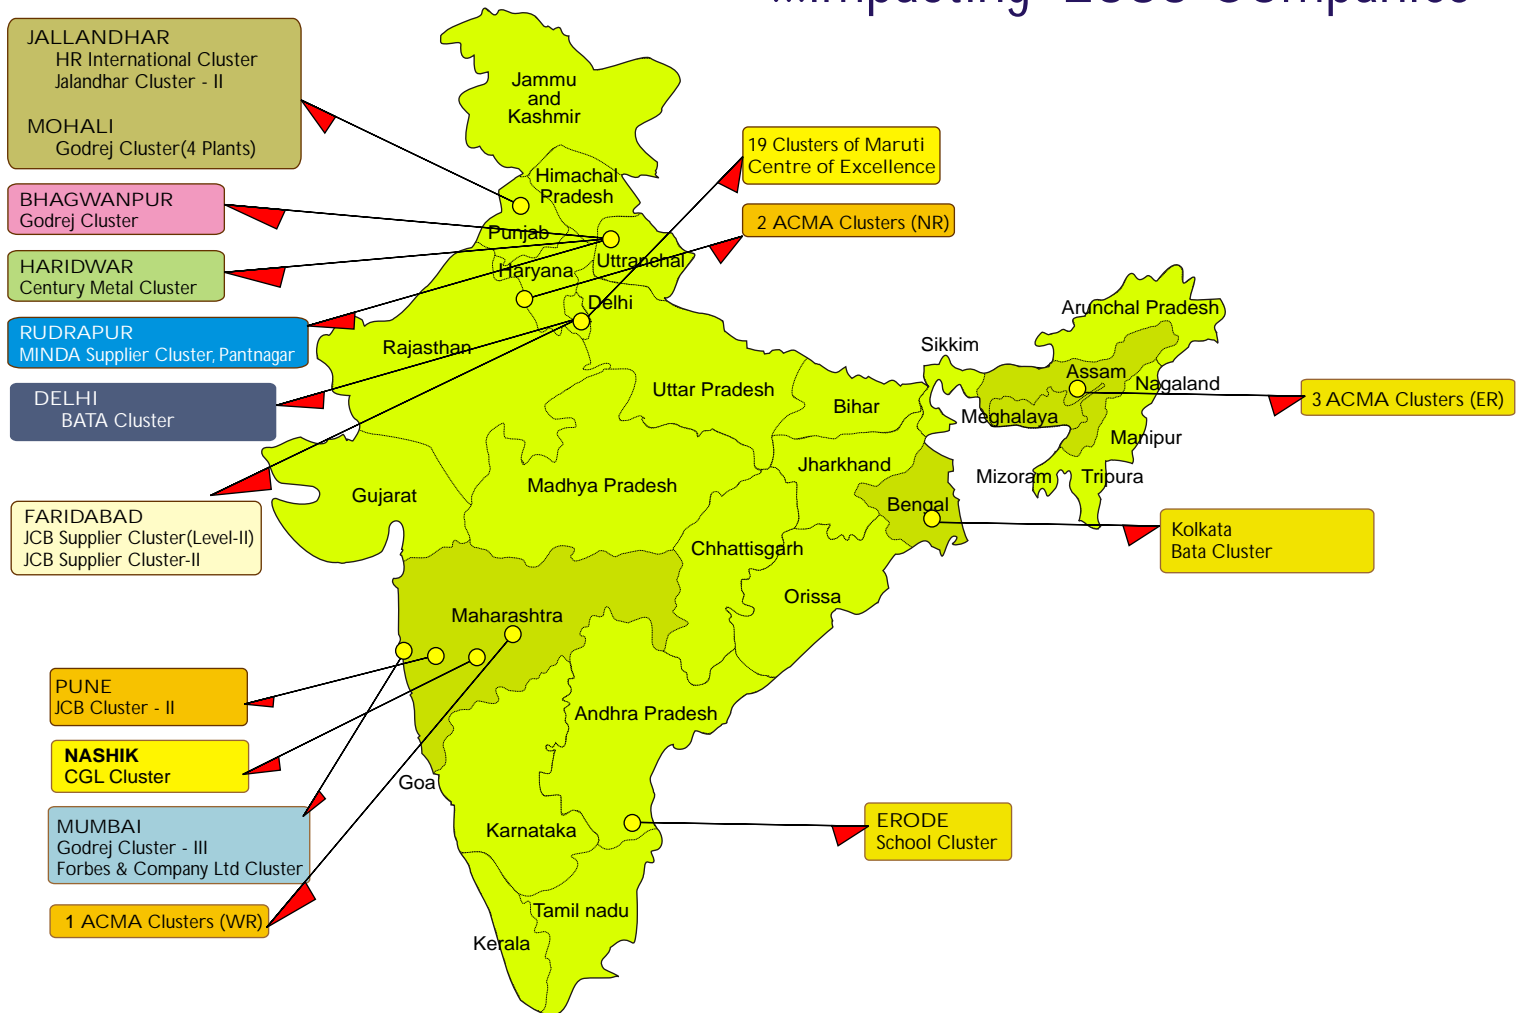 JALLANDHAR
HR International Cluster
Jalandhar Cluster - II
MOHALI
Godrej Cluster(4 Plants)
BHAGWANPUR
Godrej Cluster
HARIDWAR
Century Metal Cluster
RUDRAPUR
MINDA Supplier Cluster, Pantnagar
DELHI
BATA Cluster
FARIDABAD
JCB Supplier Cluster(Level-II)
JCB Supplier Cluster-II
PUNE
JCB Cluster - II
NASHIK
CGL Cluster
MUMBAI
Godrej Cluster - III
Forbes & Company Ltd Cluster
1 ACMA Clusters (WR)
Jammu
and
Kashmir
Himachal
Pradesh
Punjab
Haryana
Uttranchal
Delhi
Rajasthan
Uttar Pradesh
Bihar
Sikkim
Arunchal Pradesh
Assam
Nagaland
Meghalaya
Manipur
Mizoram
Tripura
Jharkhand
Bengal
Gujarat
Madhya Pradesh
Chhattisgarh
Orissa
Maharashtra
Andhra Pradesh
Goa
Karnataka
Tamil nadu
Kerala
19 Clusters of Maruti
Centre of Excellence
2 ACMA Clusters (NR)
3 ACMA Clusters (ER)
Kolkata
Bata Cluster
ERODE
School Cluster